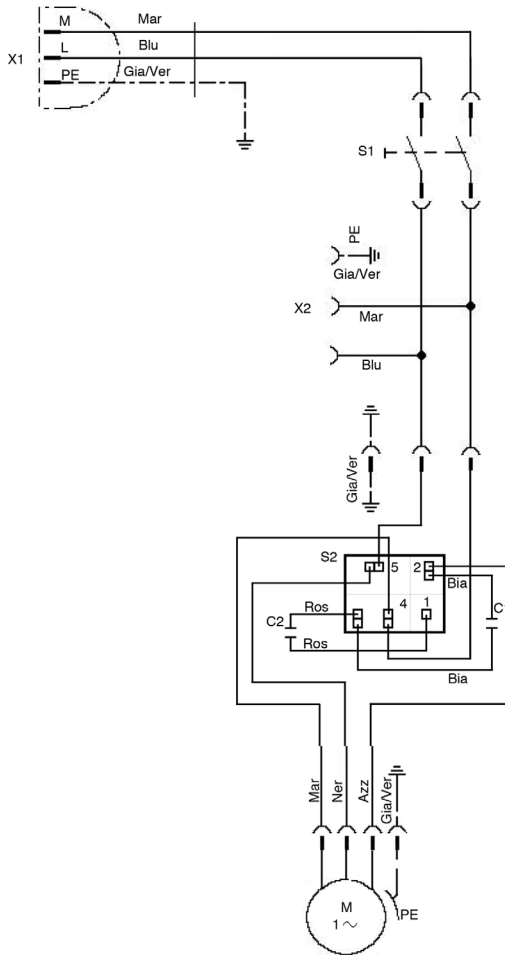 M
Mar
X1
L
Blu
PE
Gia/Ver
S1
PE
Gia/Ver
X2
Mar
Blu
Gia/Ver
S2
5
2
Bia
Ros
4
1
C2
Ros
Bia
Mar
Ner
Azz
Gia/Ver
M
1
PE